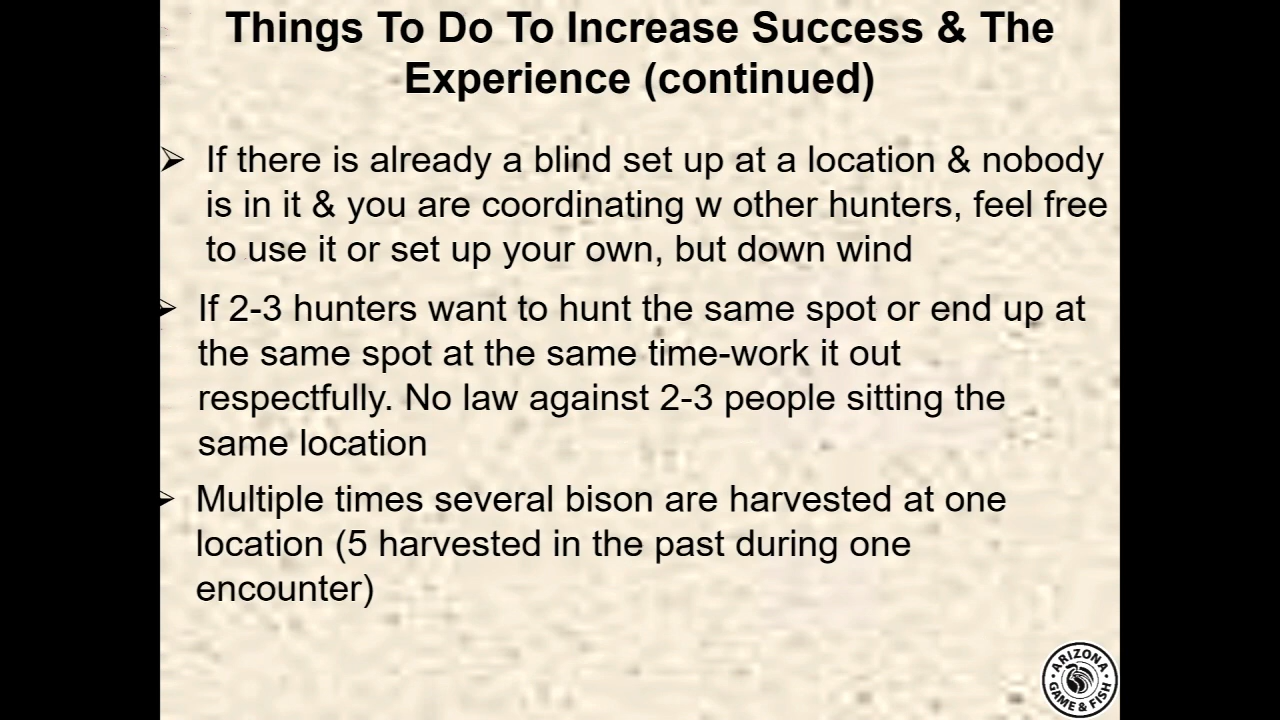 Things To Do To Increase Success & The
Experience (continued)
➢ If there is already a blind set up at a location & nobody
is in it & you are coordinating w other hunters, feel free
to use it or set up your own, but down wind
➢ If 2-3 hunters want to hunt the same spot or end up at
the same spot at the same time-work it out
respectfully. No law against 2-3 people sitting the
same location
➢ Multiple times several bison are harvested at one
location (5 harvested in the past during one
encounter)
ARIZONA
GAME & FISH